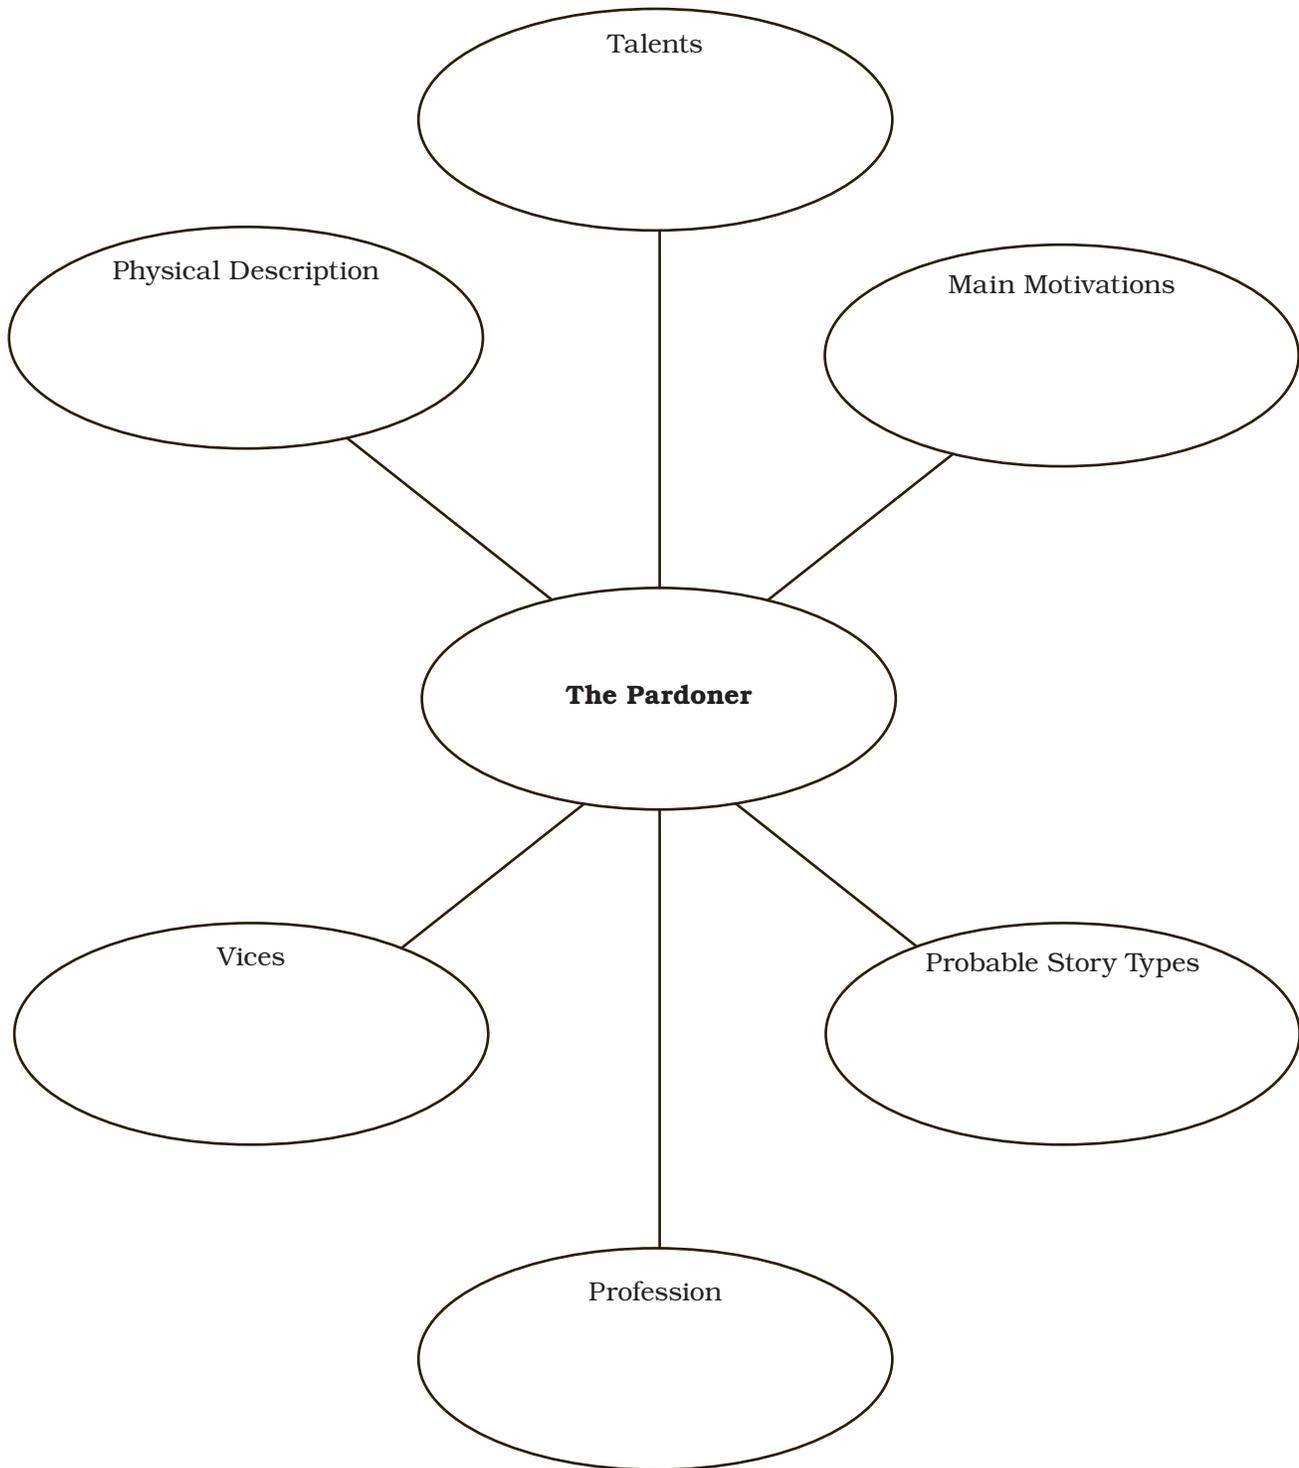 Talents
Physical Description
Main Motivations
The Pardoner
Vices
Probable Story Types
Profession